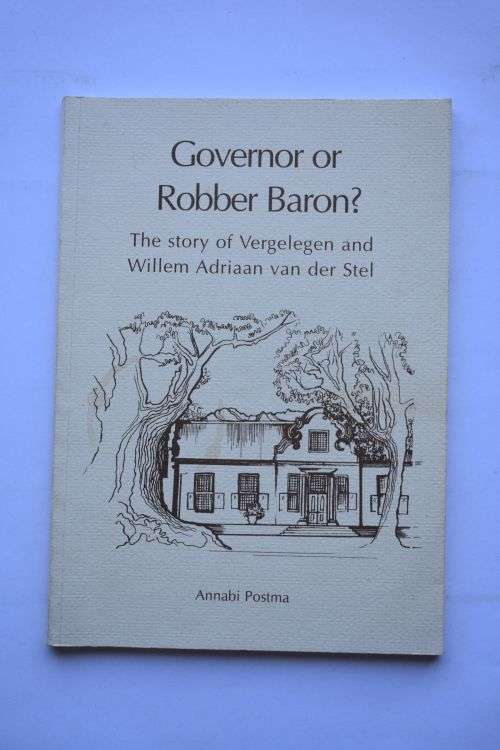 Governor or
Robber Baron?
The story of Vergelegen and
Willem Adriaan van der Stel
Annabi Postma